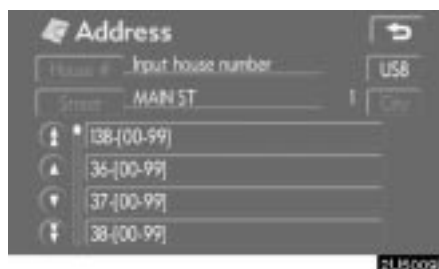 Address
House # Input house number USB
Street MAIN ST 1 City
138-(00-99)
36-(00-99)
37-(00-99)
38-(00-99)